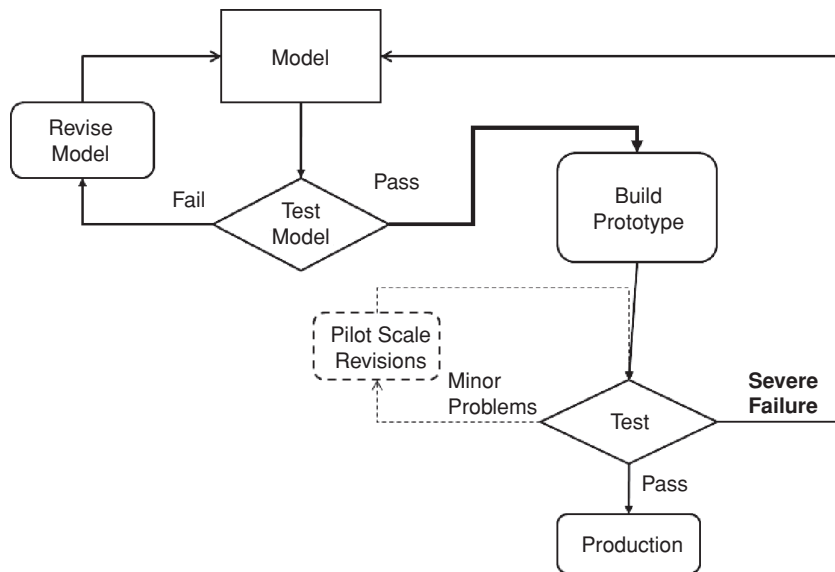 Model
Revise
Model
Pass
Fail
Test
Model
Build
Prototype
Pilot Scale
Revisions
Minor
Problems
Severe
Failure
Test
Pass
Production